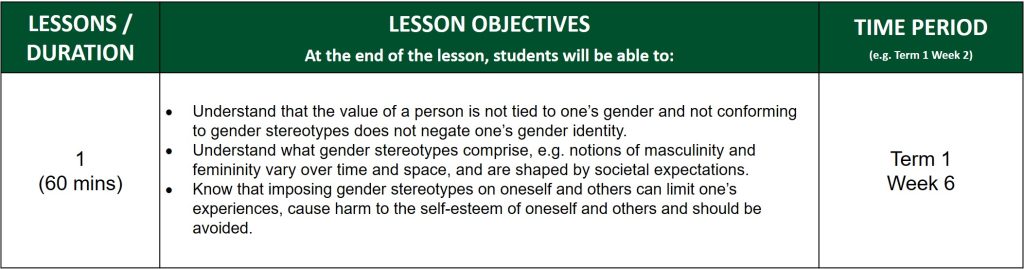 LESSONS /
DURATION
LESSON OBJECTIVES
At the end of the lesson, students will be able to:
TIME PERIOD
(e.g. Term 1 Week 2)
1
(60 mins)
• Understand that the value of a person is not tied to one’s gender and not conforming
to gender stereotypes does not negate one’s gender identity.
• Understand what gender stereotypes comprise, e.g. notions of masculinity and
femininity vary over time and space, and are shaped by societal expectations.
• Know that imposing gender stereotypes on oneself and others can limit one’s
experiences, cause harm to the self-esteem of oneself and others and should be
avoided.
Term 1
Week 6